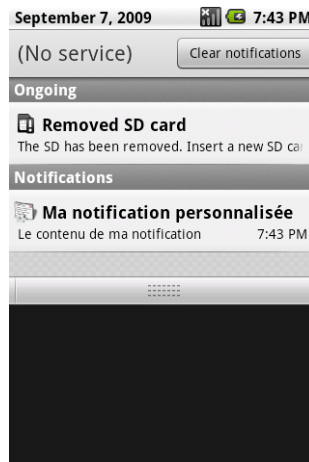 September 7, 2009 7:43 PM
(No service) Clear notifications
Ongoing
Removed SD card
The SD has been removed. Insert a new SD
Notifications
Ma notification personnalisée
Le contenu de ma notification 7:43 PM